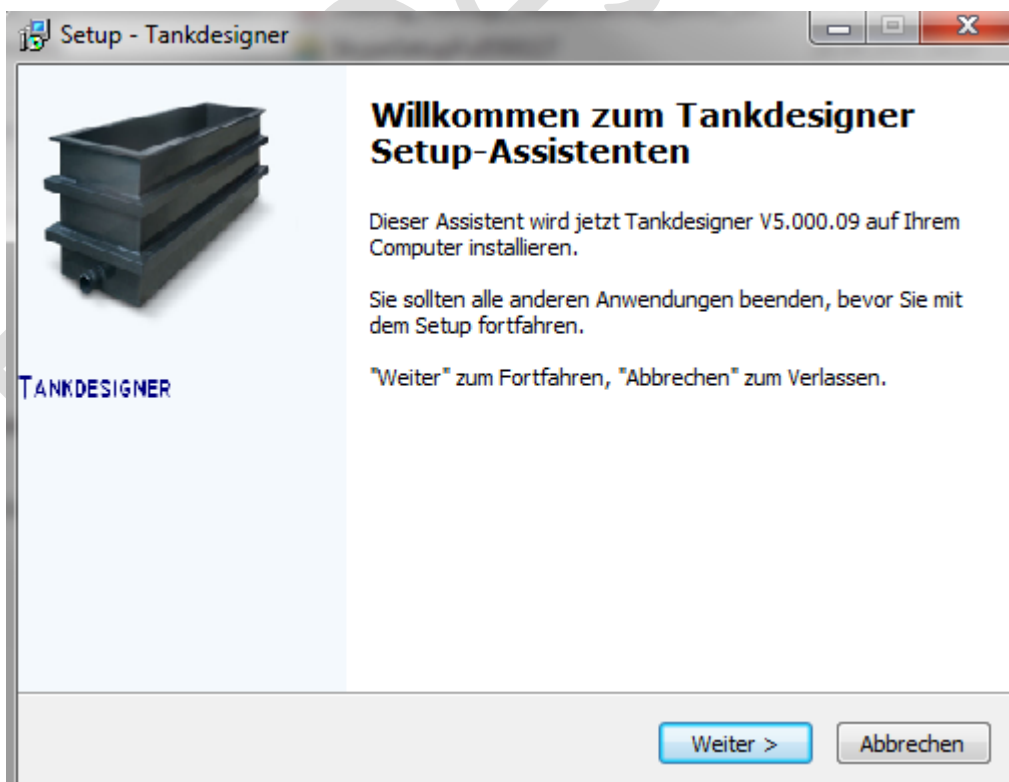 Setup - Tankdesigner
Willkommen zum Tankdesigner
Setup-Assistenten
Dieser Assistent wird jetzt Tankdesigner V5.000.09 auf Ihrem
Computer installieren.
Sie sollten alle anderen Anwendungen beenden, bevor Sie mit
dem Setup fortfahren.
"Weiter" zum Fortfahren, "Abbrechen" zum Verlassen.
TANKDESIGNER
Weiter >
Abbrechen